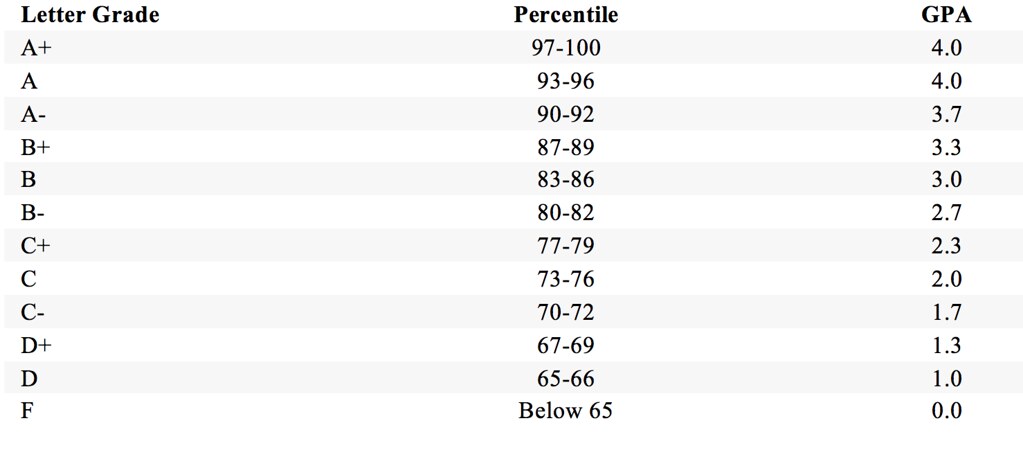 Letter Grade Percentile GPA
A+ 97-100 4.0
A 93-96 4.0
A- 90-92 3.7
B+ 87-89 3.3
B 83-86 3.0
B- 80-82 2.7
C+ 77-79 2.3
C 73-76 2.0
C- 70-72 1.7
D+ 67-69 1.3
D 65-66 1.0
F Below 65 0.0